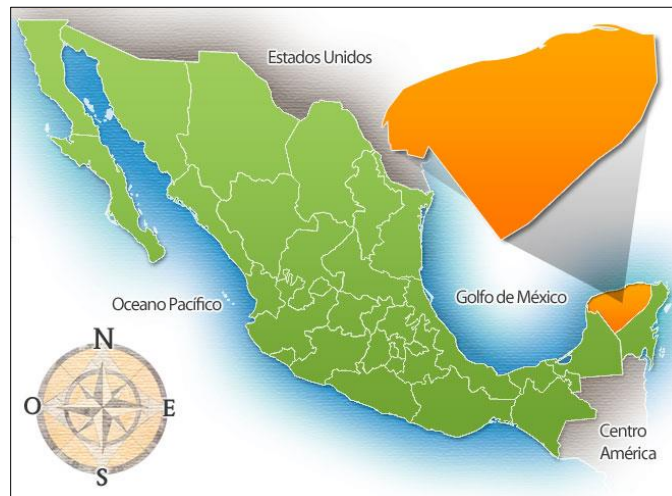 Estados Unidos
Oceano Pacífico
Golfo de México
Centro
América
N
O
E
S